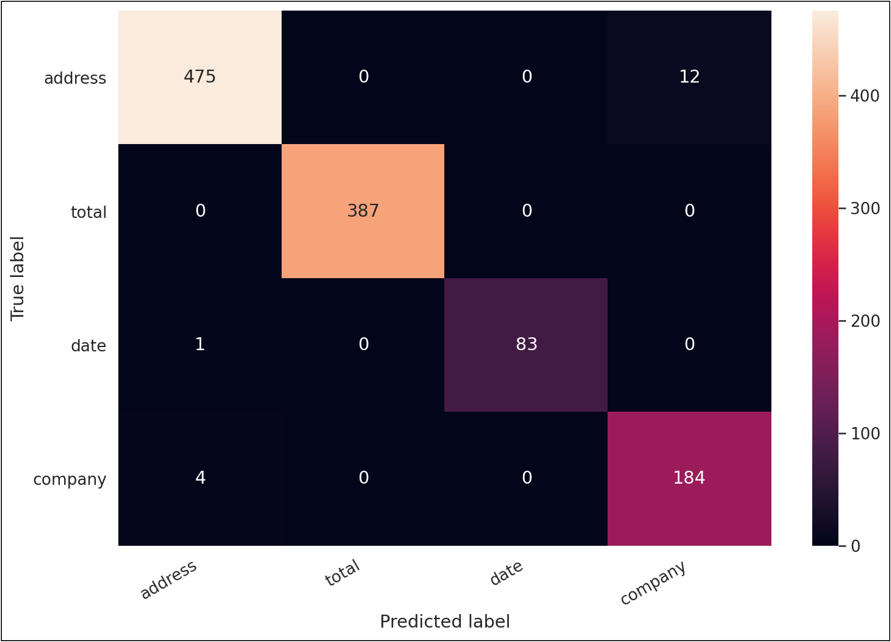 True label
address 475 0 0 12
total 0 387 0 0
date 1 0 83 0
company 4 0 0 184
address total date company
Predicted label
400
300
200
100
0